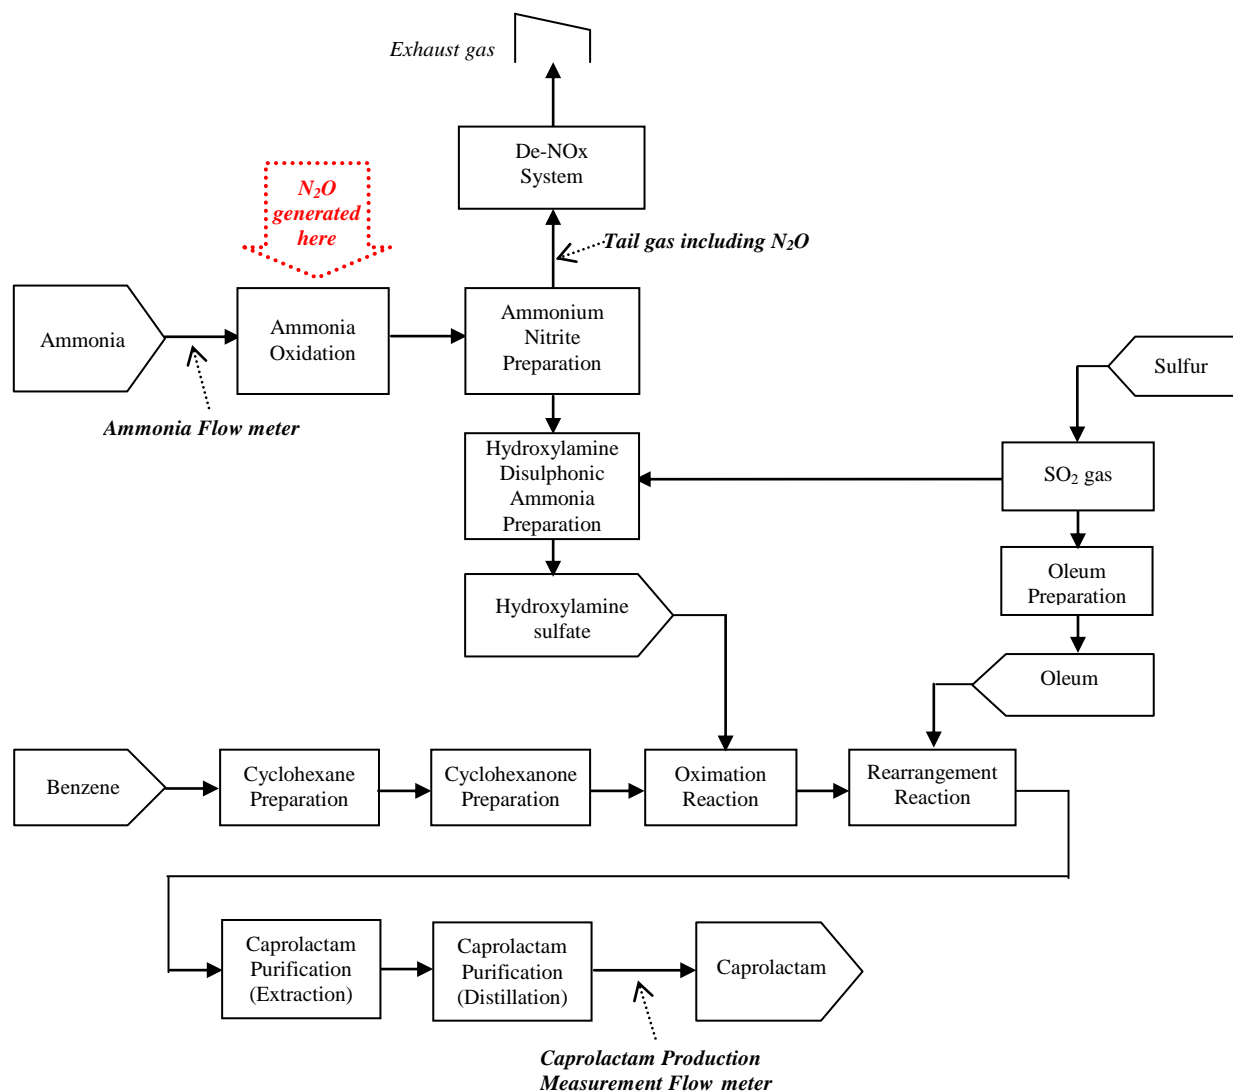 Exhaust gas
De-NOx
System
N₂O
generated
here
Tail gas including N₂O
Ammonia
Ammonia
Oxidation
Ammonium
Nitrite
Preparation
Sulfur
Ammonia Flow meter
Hydroxylamine
Disulphonic
Ammonia
Preparation
SO₂ gas
Oleum
Preparation
Hydroxylamine
sulfate
Oleum
Benzene
Cyclohexane
Preparation
Cyclohexanone
Preparation
Oximation
Reaction
Rearrangement
Reaction
Caprolactam
Purification
(Extraction)
Caprolactam
Purification
(Distillation)
Caprolactam
Caprolactam Production
Measurement Flow meter